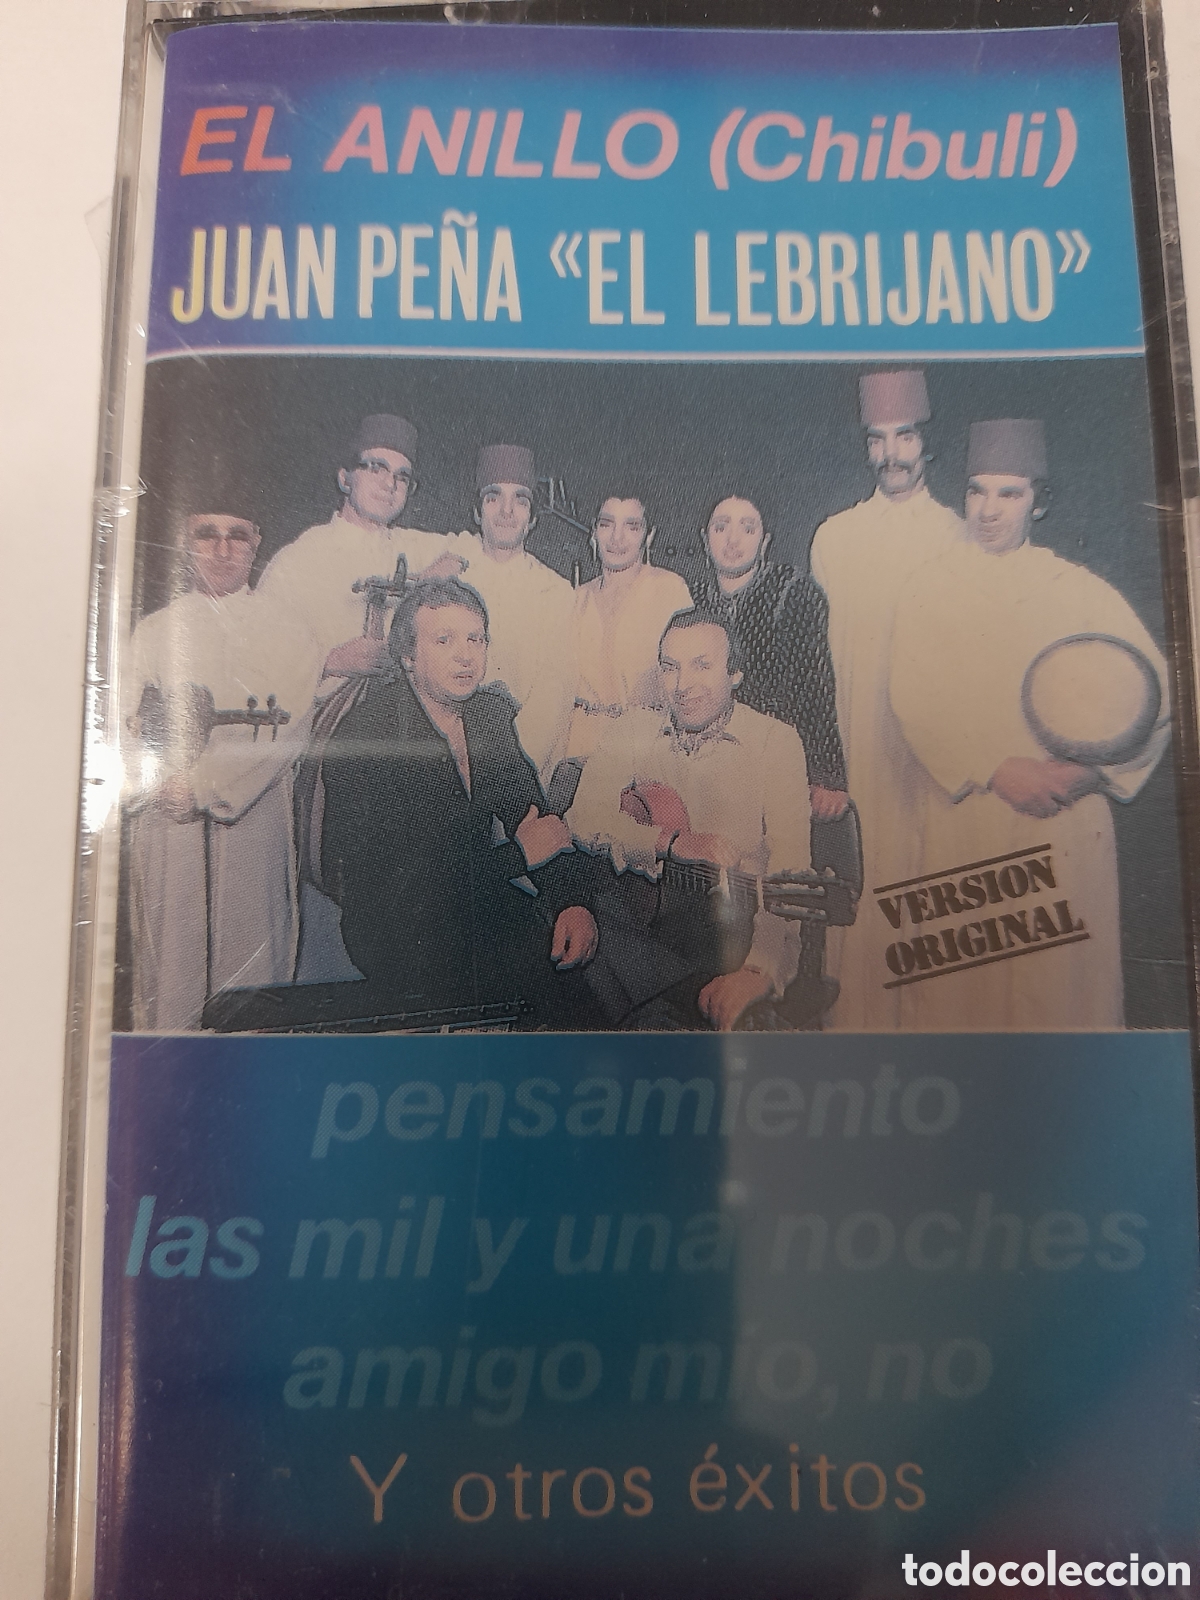 EL ANILLO (Chibuli)
JUAN PEÑA «EL LEBRIJANO»
VERSION
ORIGINAL
pensamiento
las mil y una noches
amigo mío, no
Y otros éxitos
todocoleccion